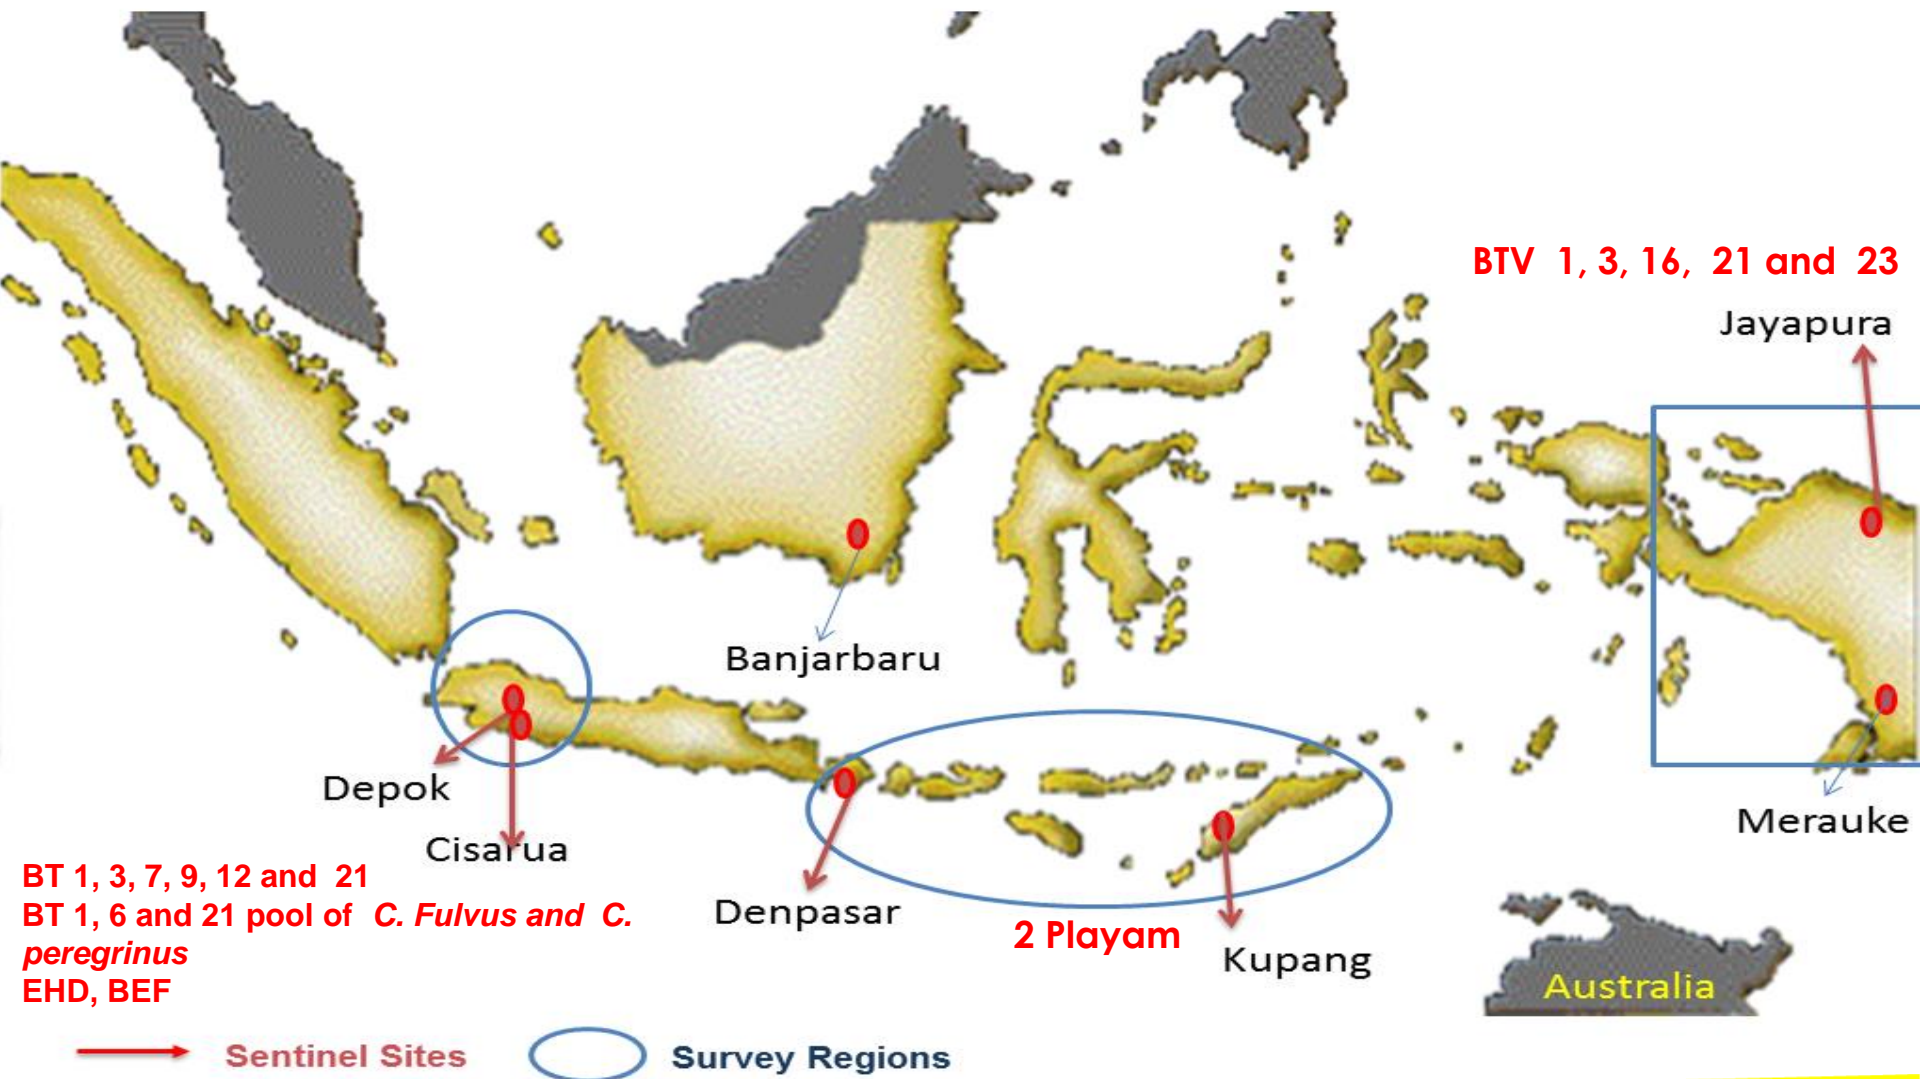 BTV 1, 3, 16, 21 and 23
Jayapura
Banjarbaru
Depok
Cisarua
Merauke
BT 1, 3, 7, 9, 12 and 21
BT 1, 6 and 21 pool of C. Fulvus and C.
peregrinus
EHD, BEF
Denpasar
2 Playam
Kupang
Australia
Sentinel Sites
Survey Regions